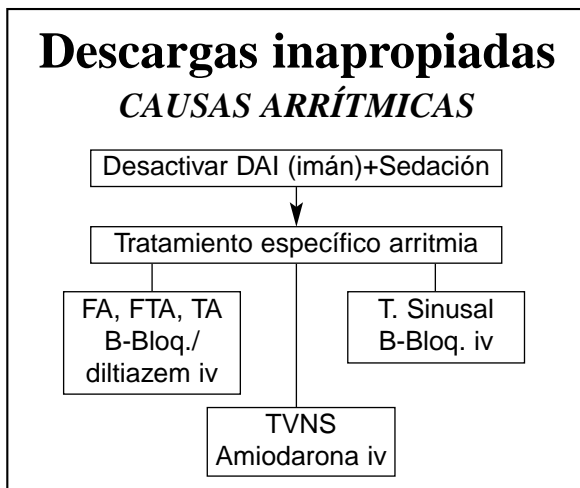 Descargas inapropiadas
CAUSAS ARRÍTMICAS
Desactivar DAI (imán)+Sedación
Tratamiento específico arritmia
FA, FTA, TA
B-Bloq./
diltiazem iv
T. Sinusal
B-Bloq. iv
TVNS
Amiodarona iv